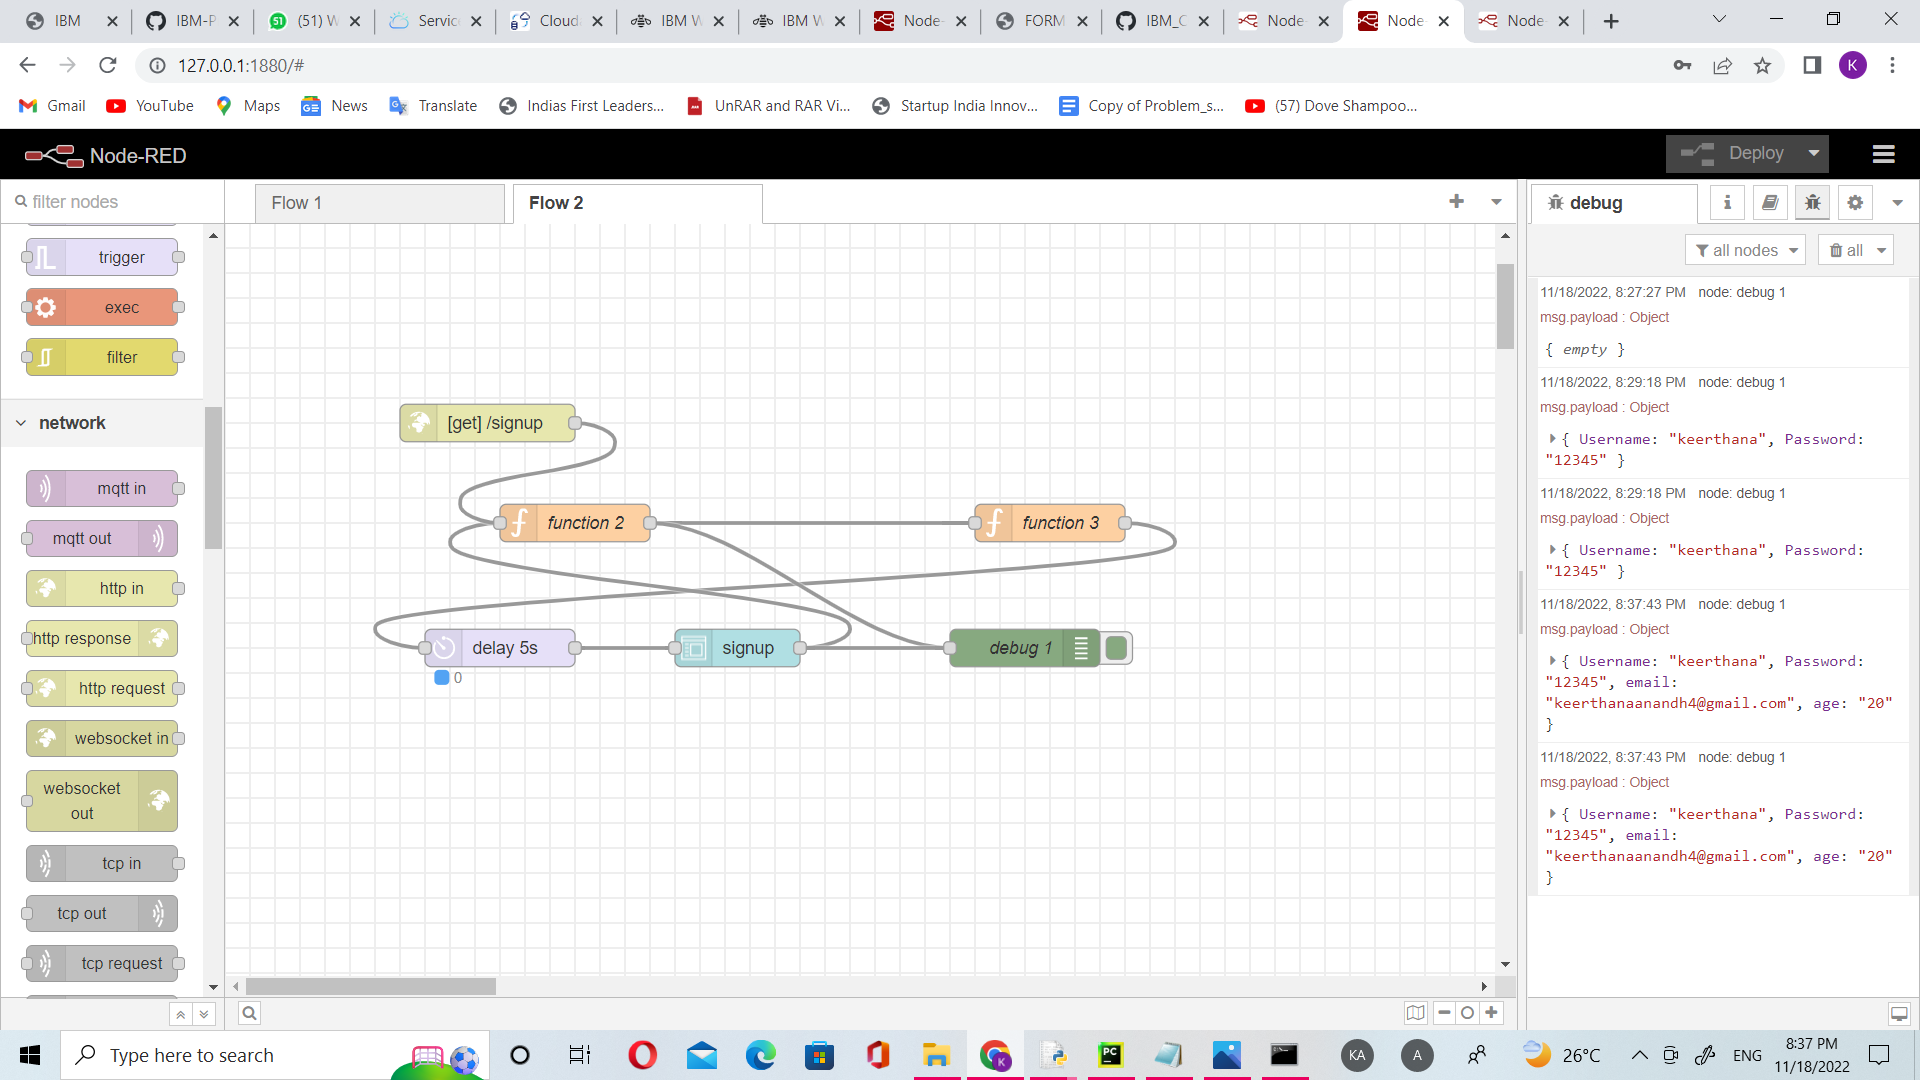 IBM
IBM-P
(51) W
Servic
Cloud
IBM W
IBM W
Node-
FORM
IBM_C
Node-
Node-
Node-
127.0.0.1:1880/#
K
Gmail
YouTube
Maps
News
Translate
Indias First Leaders...
UnRAR and RAR Vi...
Startup India Innov...
Copy of Problem_s...
(57) Dove Shampoo...
Node-RED
Deploy
filter nodes
Flow 1
Flow 2
debug
all nodes
all
trigger
exec
filter
network
mqtt in
mqtt out
http in
http response
http request
websocket in
websocket
out
tcp in
tcp out
tcp request
[get] /signup
function 2
function 3
delay 5s
0
signup
debug 1
11/18/2022, 8:27:27 PM node: debug 1
msg.payload : Object
{ empty }
11/18/2022, 8:29:18 PM node: debug 1
msg.payload : Object
{ Username: "keerthana", Password:
"12345" }
11/18/2022, 8:29:18 PM node: debug 1
msg.payload : Object
{ Username: "keerthana", Password:
"12345" }
11/18/2022, 8:37:43 PM node: debug 1
msg.payload : Object
{ Username: "keerthana", Password:
"12345", email:
"keerthanaanandh4@gmail.com", age: "20"
}
11/18/2022, 8:37:43 PM node: debug 1
msg.payload : Object
{ Username: "keerthana", Password:
"12345", email:
"keerthanaanandh4@gmail.com", age: "20"
}
Type here to search
KA
A
26°C
ENG
8:37 PM
11/18/2022